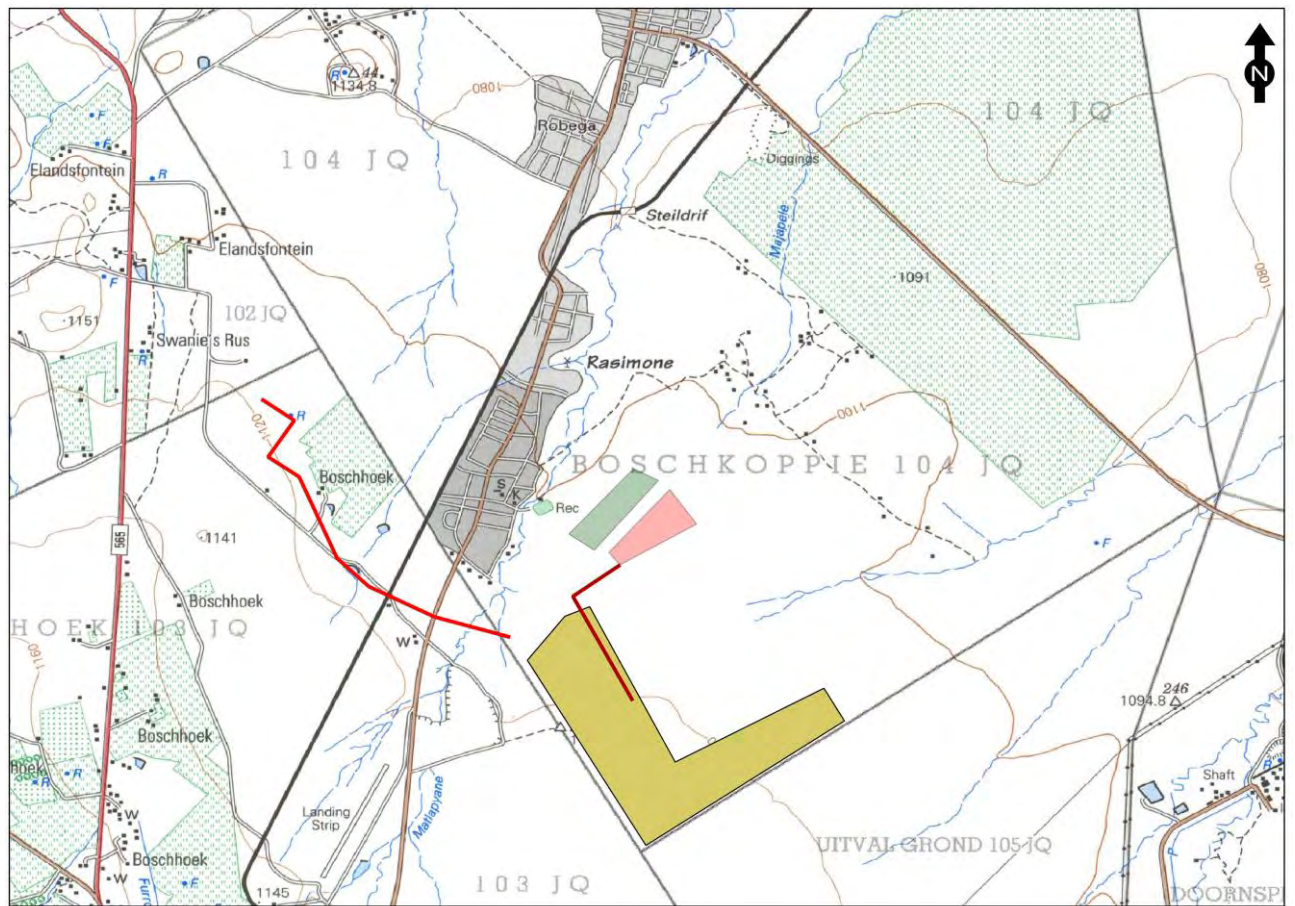 N
R
44
1134.8
1080
104 JQ
F
Robega
104 JQ
Diggings
F
Elandsfontein
R
Steildrif
Majapele
Elandsfontein
1080
F
1091
102 JQ
1151
Swanie's Rus
R
Rasimone
R
1120
1100
BOSCHKOPPIE 104 JQ
Boschhoek
S
K
Rec
565
1141
F
Boschhoek
HOEK 103 JQ
W
1160
246
1094.8
Boschhoek
R
R
Shaft
Matlapyane
Landing
Strip
W
UITVAL GROND 105 JQ
Boschhoek
F
W
1145
103 JQ
DOORNSP